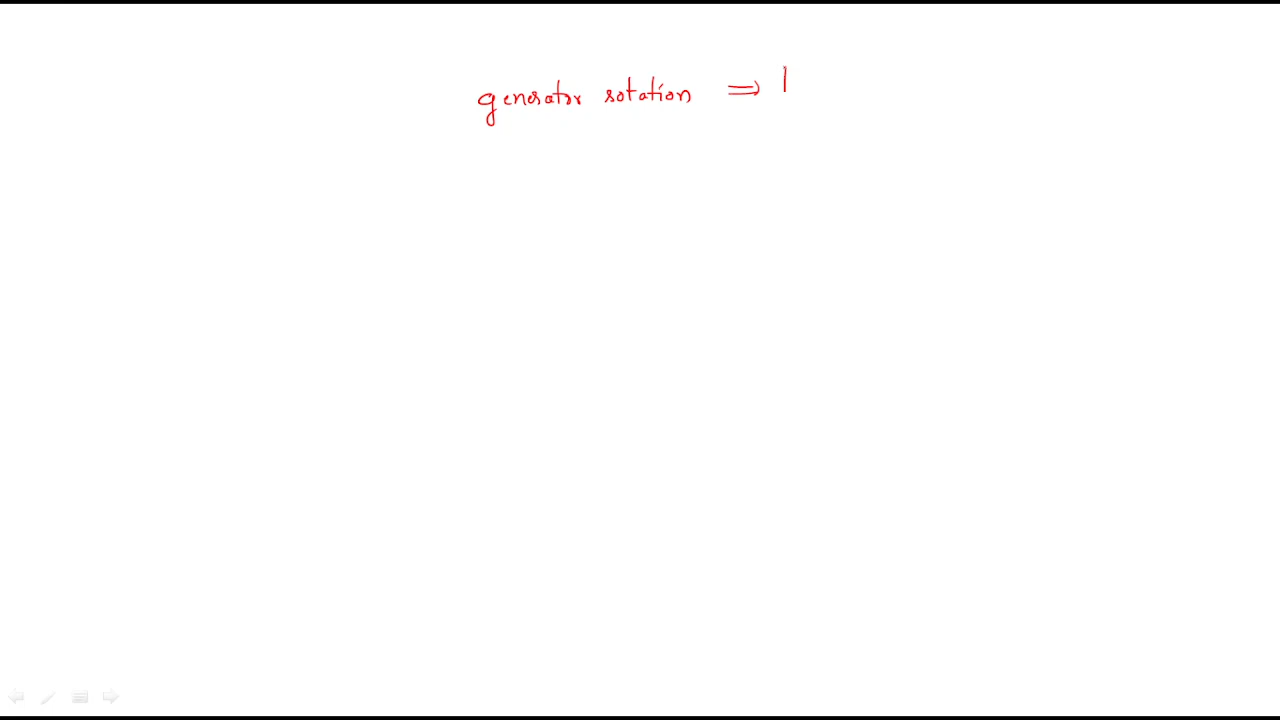 generator rotation ⇒